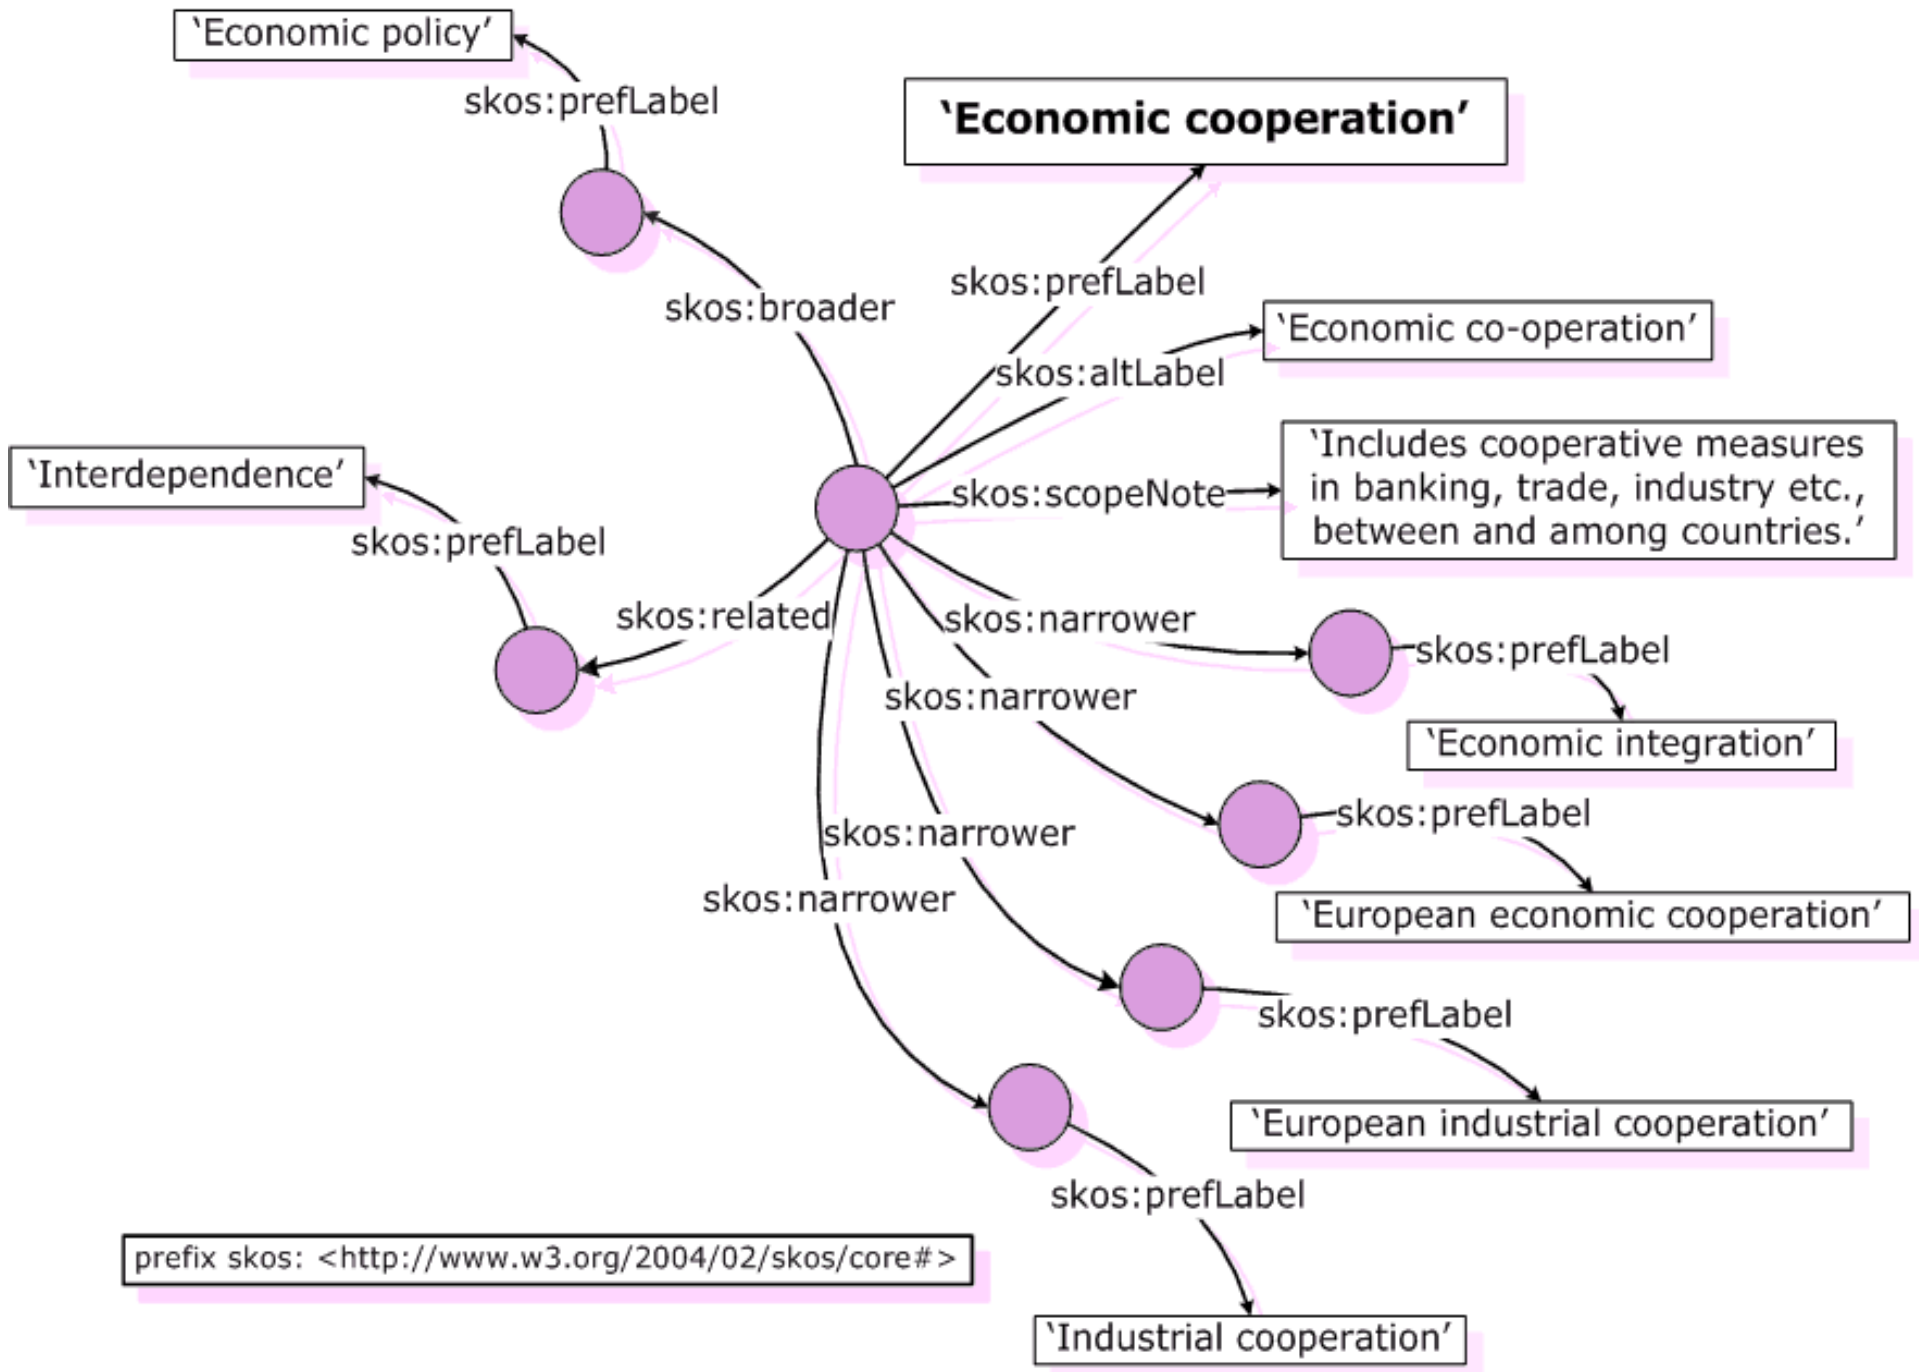 ‘Economic policy’
skos:prefLabel
‘Economic cooperation’
skos:prefLabel
skos:broader
‘Economic co-operation’
skos:altLabel
‘Includes cooperative measures
in banking, trade, industry etc.,
between and among countries.’
skos:scopeNote
‘Interdependence’
skos:prefLabel
skos:related
skos:narrower
skos:prefLabel
‘Economic integration’
skos:narrower
skos:prefLabel
‘European economic cooperation’
skos:narrower
skos:prefLabel
‘European industrial cooperation’
skos:narrower
skos:prefLabel
‘Industrial cooperation’
prefix skos: <http://www.w3.org/2004/02/skos/core#>